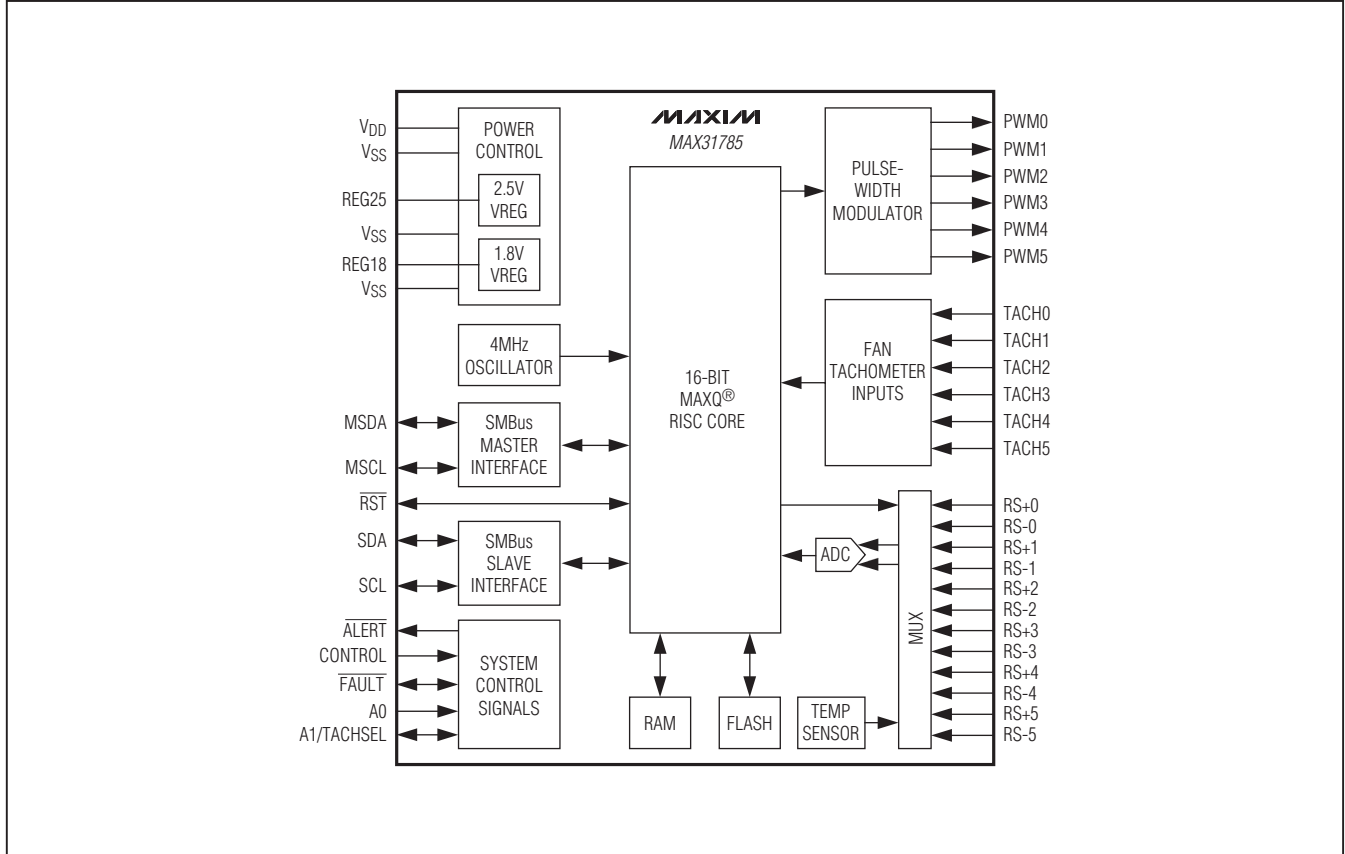 MAXIM
MAX31785
VDD
VSS
REG25
VSS
REG18
VSS
POWER
CONTROL
2.5V
VREG
1.8V
VREG
4MHz
OSCILLATOR
MSDA
MSCL
SMBus
MASTER
INTERFACE
RST
SDA
SCL
SMBus
SLAVE
INTERFACE
ALERT
CONTROL
FAULT
A0
A1/TACHSEL
SYSTEM
CONTROL
SIGNALS
16-BIT
MAXQ®
RISC CORE
RAM
FLASH
TEMP
SENSOR
ADC
MUX
PULSE-
WIDTH
MODULATOR
PWM0
PWM1
PWM2
PWM3
PWM4
PWM5
FAN
TACHOMETER
INPUTS
TACH0
TACH1
TACH2
TACH3
TACH4
TACH5
RS+0
RS-0
RS+1
RS-1
RS+2
RS-2
RS+3
RS-3
RS+4
RS-4
RS+5
RS-5